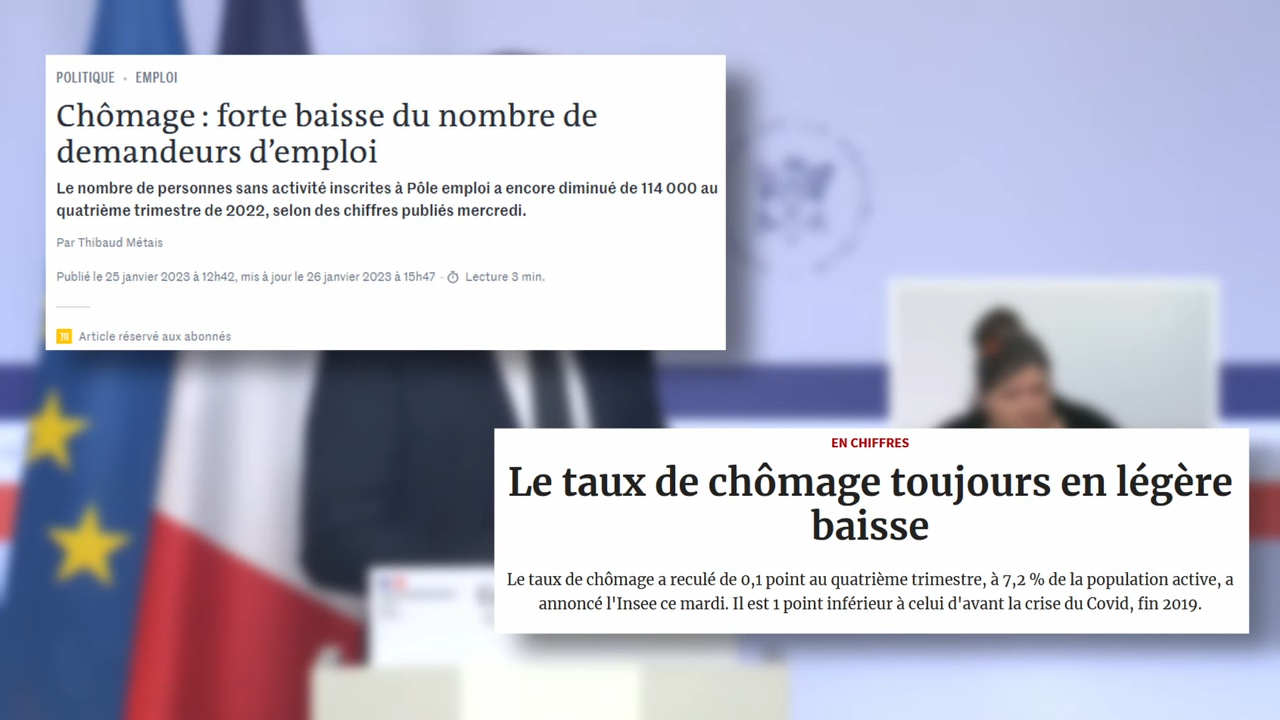 POLITIQUE • EMPLOI
Chômage : forte baisse du nombre de
demandeurs d’emploi
Le nombre de personnes sans activité inscrites à Pôle emploi a encore diminué de 114 000 au
quatrième trimestre de 2022, selon des chiffres publiés mercredi.
Par Thibaud Métais
Publié le 25 janvier 2023 à 12h42, mis à jour le 26 janvier 2023 à 15h47 · Lecture 3 min.
Article réservé aux abonnés
EN CHIFFRES
Le taux de chômage toujours en légère
baisse
Le taux de chômage a reculé de 0,1 point au quatrième trimestre, à 7,2 % de la population active, a
annoncé l'Insee ce mardi. Il est 1 point inférieur à celui d'avant la crise du Covid, fin 2019.